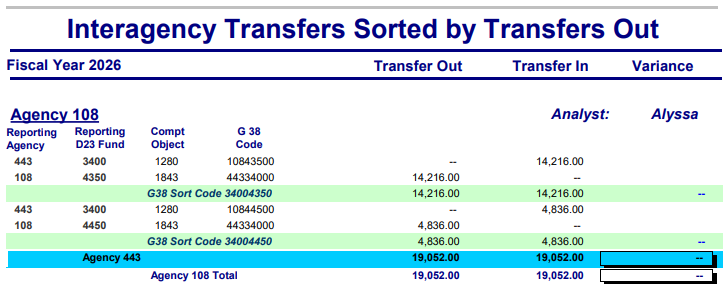 Interagency Transfers Sorted by Transfers Out
Fiscal Year 2026 Transfer Out Transfer In Variance
Agency 108 Analyst: Alyssa
Reporting Agency Reporting D23 Fund Compt Object G 38 Code
443 3400 1280 10843500 -- 14,216.00
108 4350 1843 44334000 14,216.00 --
G38 Sort Code 34004350 14,216.00 14,216.00 --
443 3400 1280 10844500 -- 4,836.00
108 4450 1843 44334000 4,836.00 --
G38 Sort Code 34004450 4,836.00 4,836.00 --
Agency 443 19,052.00 19,052.00 --
Agency 108 Total 19,052.00 19,052.00 --